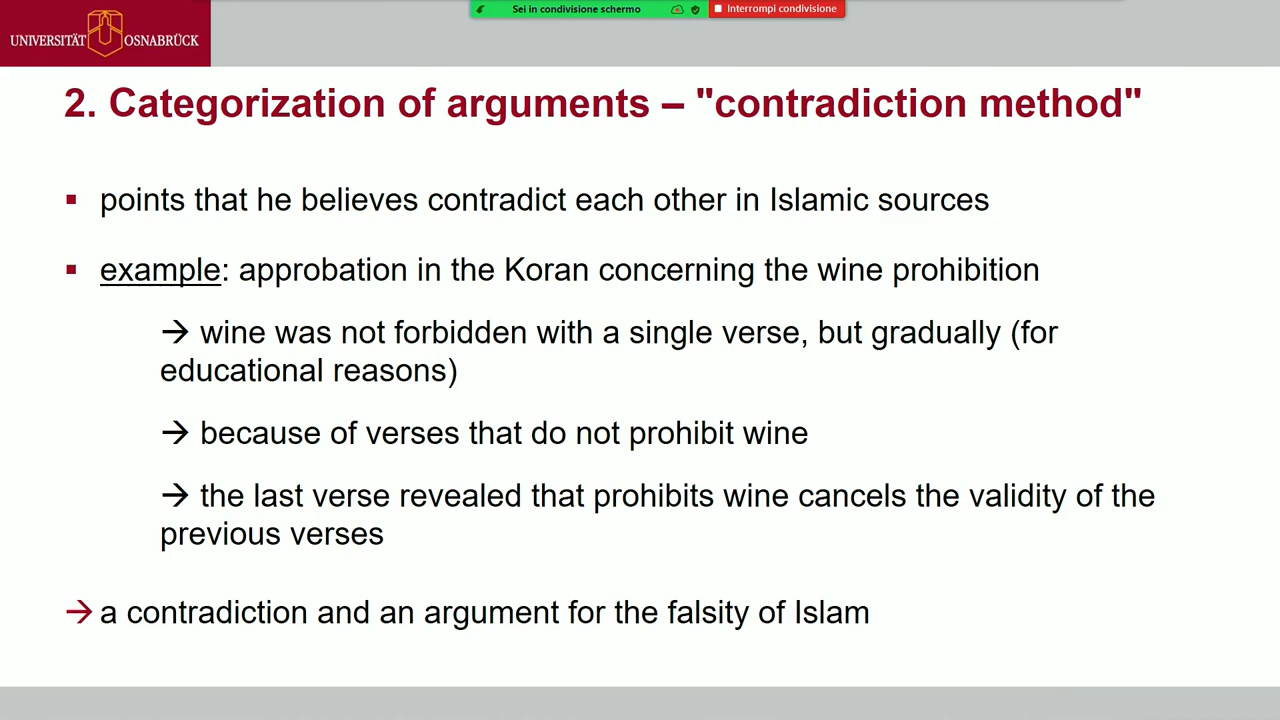 Sei in condivisione schermo
Interrompi condivisione
UNIVERSITÄT OSNABRÜCK
2. Categorization of arguments – "contradiction method"
▪ points that he believes contradict each other in Islamic sources
▪ example: approbation in the Koran concerning the wine prohibition
→ wine was not forbidden with a single verse, but gradually (for
educational reasons)
→ because of verses that do not prohibit wine
→ the last verse revealed that prohibits wine cancels the validity of the
previous verses
→ a contradiction and an argument for the falsity of Islam